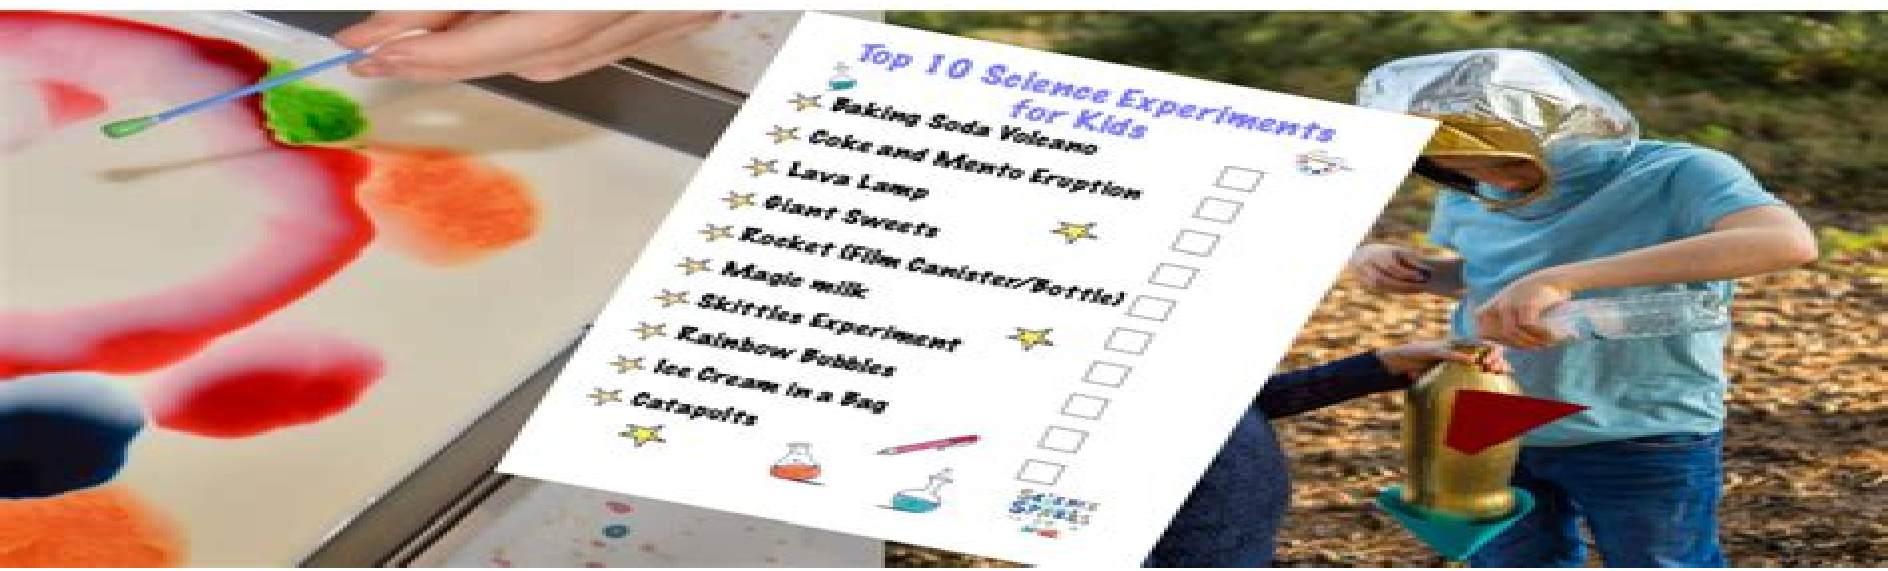 Top 10 Science Experiments
for Kids
Baking Soda Volcano
Coke and Mento Eruption
Lava Lamp
Giant Sweets
Rocket (Film Canister/Bottle)
Magic milk
Skittles Experiment
Rainbow Bubbles
Ice Cream in a Bag
Catapults